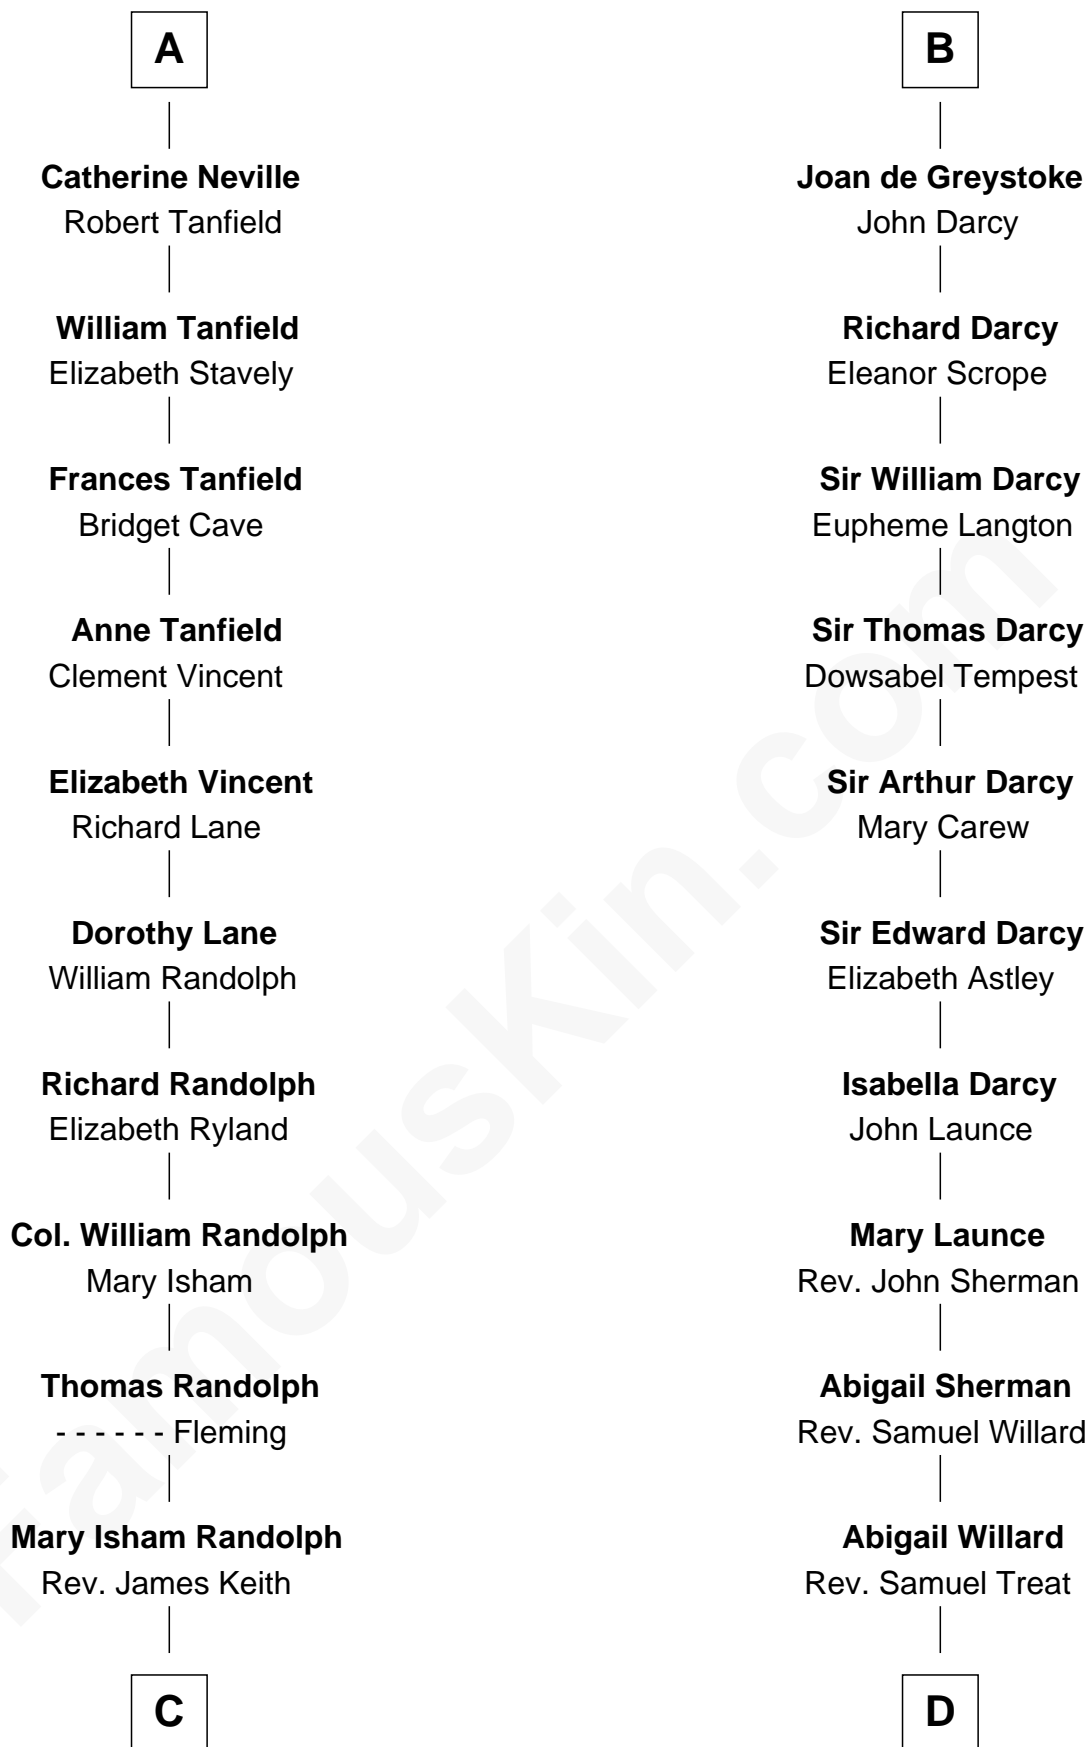 A
Catherine Neville
Robert Tanfield
William Tanfield
Elizabeth Stavely
Frances Tanfield
Bridget Cave
Anne Tanfield
Clement Vincent
Elizabeth Vincent
Richard Lane
Dorothy Lane
William Randolph
Richard Randolph
Elizabeth Ryland
Col. William Randolph
Mary Isham
Thomas Randolph
- - - - - - Fleming
Mary Isham Randolph
Rev. James Keith
C
B
Joan de Greystoke
John Darcy
Richard Darcy
Eleanor Scrope
Sir William Darcy
Eupheme Langton
Sir Thomas Darcy
Dowsabel Tempest
Sir Arthur Darcy
Mary Carew
Sir Edward Darcy
Elizabeth Astley
Isabella Darcy
John Launce
Mary Launce
Rev. John Sherman
Abigail Sherman
Rev. Samuel Willard
Abigail Willard
Rev. Samuel Treat
D
FamousKin.com